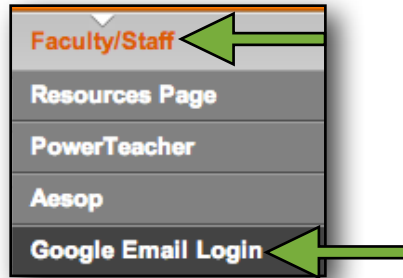 Faculty/Staff
Resources Page
PowerTeacher
Aesop
Google Email Login